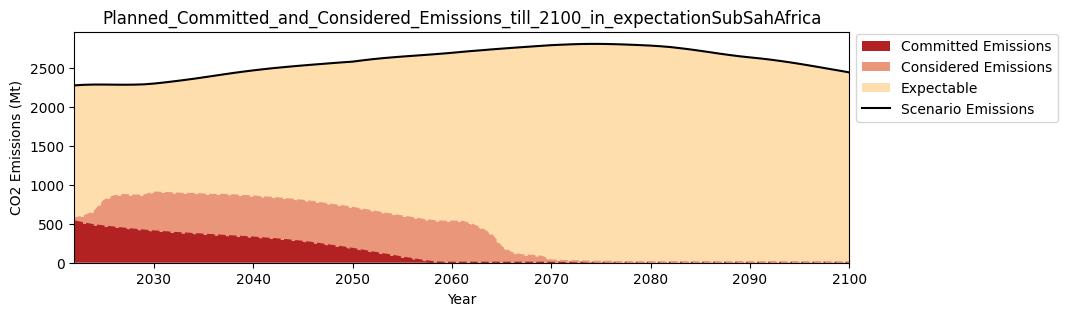 Planned_Committed_and_Considered_Emissions_till_2100_in_expectationSubSahAfrica
Committed Emissions
Considered Emissions
Expectable
Scenario Emissions
CO2 Emissions (Mt)
2500
2000
1500
1000
500
0
2030 2040 2050 2060 2070 2080 2090 2100
Year